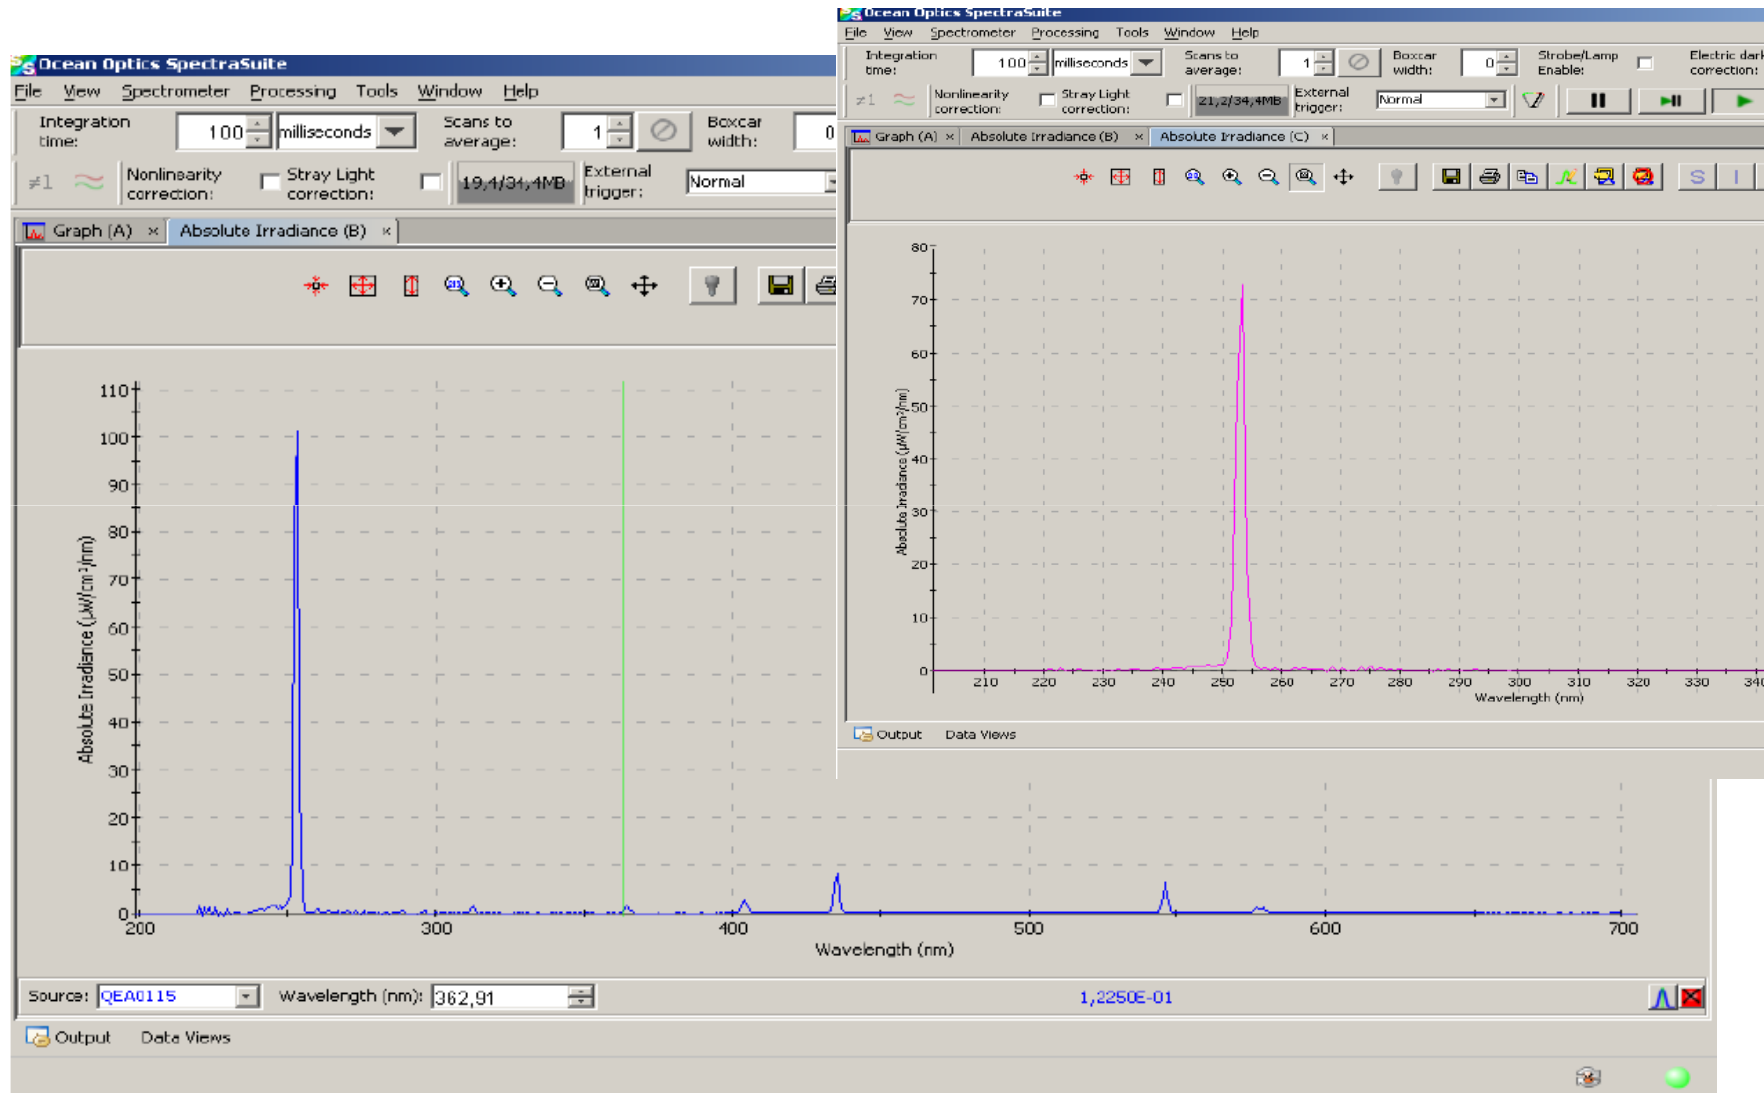 Ocean Optics SpectraSuite
File View Spectrometer Processing Tools Window Help
Integration time: 100 milliseconds Scans to average: 1 Boxcar width: 0
≠1 Nonlinearity correction: Stray Light correction: 19,4/34,4MB External trigger: Normal
Graph (A) × Absolute Irradiance (B) ×
110
100
90
80
70
60
50
40
30
20
10
0
Absolute Irradiance (µW/cm²/nm)
200 300 400 500 600 700
Wavelength (nm)
Source: QEA0115 Wavelength (nm): 362,91 1,2250E-01
Output Data Views
Ocean Optics SpectraSuite
File View Spectrometer Processing Tools Window Help
Integration time: 100 milliseconds Scans to average: 1 Boxcar width: 0 Strobe/Lamp Enable: Electric dark correction:
≠1 Nonlinearity correction: Stray Light correction: 21,2/34,4MB External trigger: Normal
Graph (A) × Absolute Irradiance (B) × Absolute Irradiance (C) ×
S I
80
70
60
50
40
30
20
10
0
Absolute Irradiance (µW/cm²/nm)
210 220 230 240 250 260 270 280 290 300 310 320 330 340
Wavelength (nm)
Output Data Views